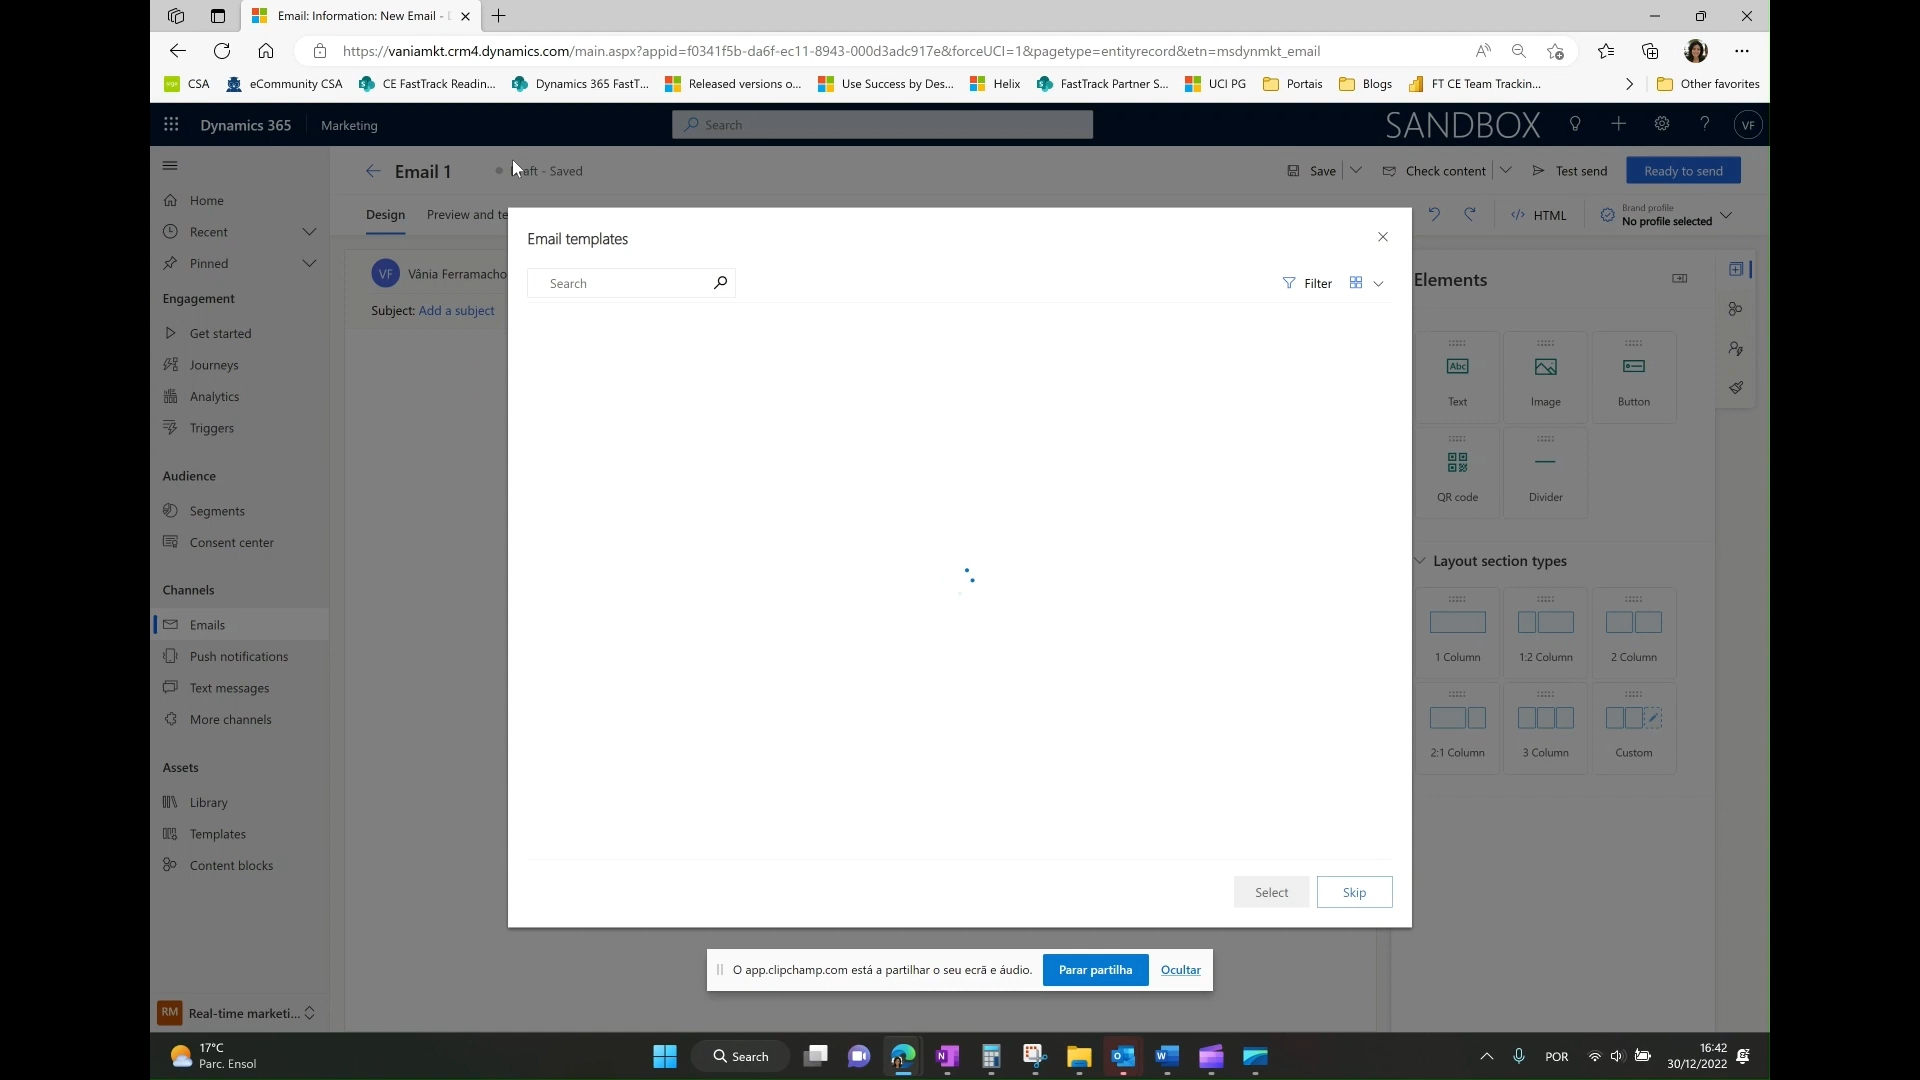 Email: Information: New Email -
https://vaniamkt.crm4.dynamics.com/main.aspx?appid=f0341f5b-da6f-ec11-8943-000d3adc917e&forceUCI=1&pagetype=entityrecord&etn=msdynmkt_email
CSA
eCommunity CSA
CE FastTrack Readin...
Dynamics 365 FastT...
Released versions o...
Use Success by Des...
Helix
FastTrack Partner S...
UCI PG
Portais
Blogs
FT CE Team Trackin...
Other favorites
Dynamics 365
Marketing
Search
SANDBOX
VF
Email 1
Draft - Saved
Save
Check content
Test send
Ready to send
Home
Recent
Pinned
Engagement
Get started
Journeys
Analytics
Triggers
Audience
Segments
Consent center
Channels
Emails
Push notifications
Text messages
More channels
Assets
Library
Templates
Content blocks
RM Real-time marketi...
Design
Preview and te
HTML
Brand profile
No profile selected
VF Vânia Ferramacho
Subject: Add a subject
Email templates
Search
Filter
Select
Skip
Elements
Abc
Text
Image
Button
QR code
Divider
Layout section types
1 Column
1:2 Column
2 Column
2:1 Column
3 Column
Custom
O app.clipchamp.com está a partilhar o seu ecrã e áudio.
Parar partilha
Ocultar
17°C
Parc. Ensol
Search
POR
16:42
30/12/2022